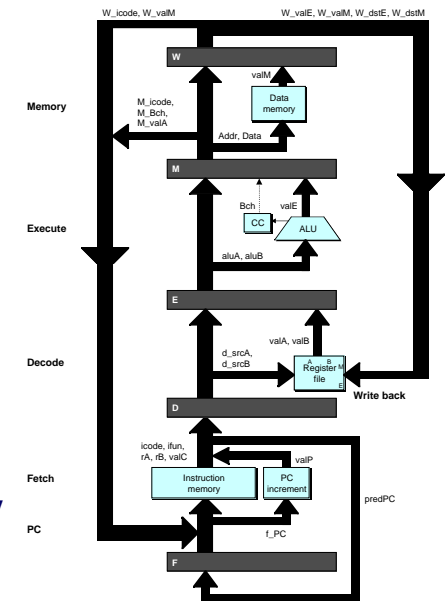 W_icode, W_valM
W_valE, W_valM, W_dstE, W_dstM
W
valM
Memory
Data
memory
M_icode,
M_Bch,
M_valA
Addr, Data
M
Bch
valE
Execute
CC
ALU
aluA, aluB
E
valA, valB
Decode
d_srcA,
d_srcB
A B
M
Register
file
E
Write back
D
icode, ifun,
rA, rB, valC
valP
Fetch
Instruction
memory
PC
increment
predPC
PC
f_PC
F